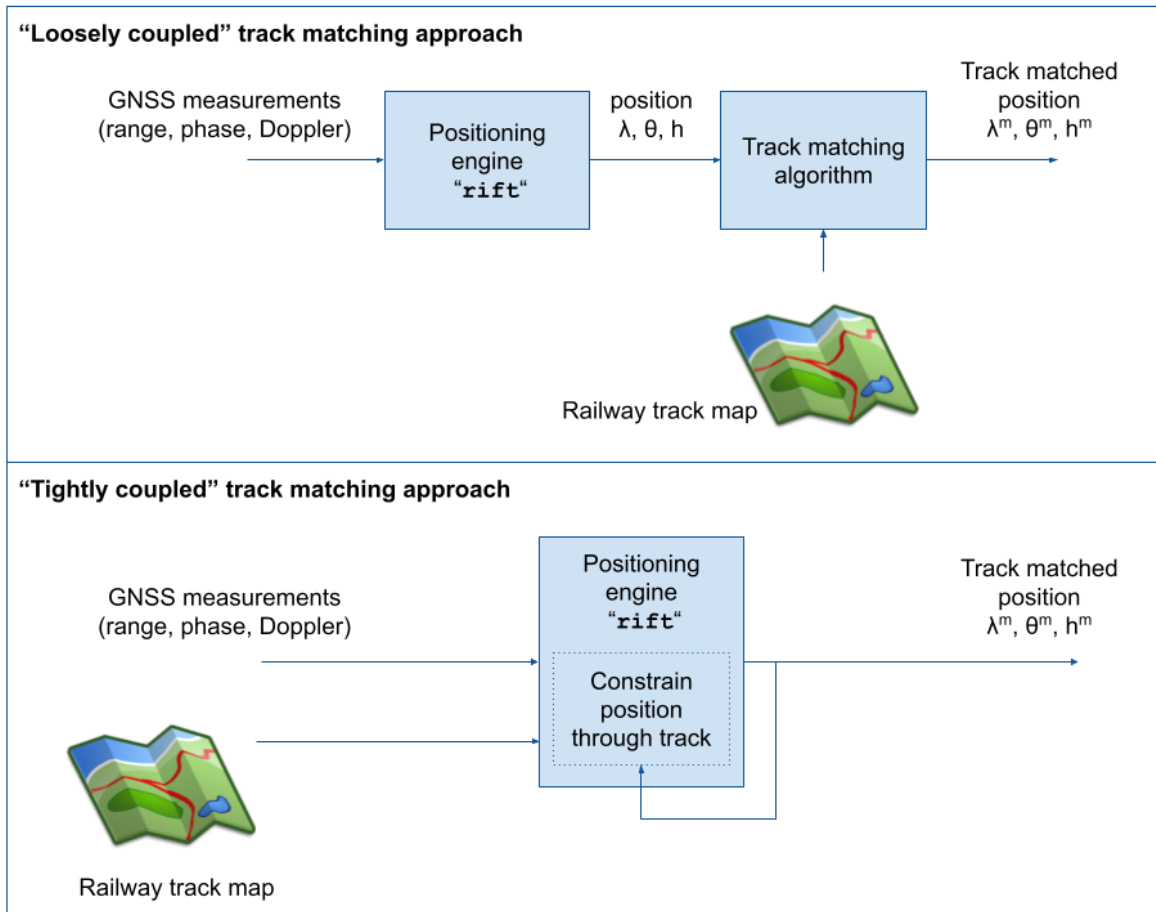 “Loosely coupled” track matching approach
GNSS measurements
(range, phase, Doppler)
Positioning
engine
“rift“
position
λ, θ, h
Track matching
algorithm
Track matched
position
λᵐ, θᵐ, hᵐ
Railway track map
“Tightly coupled” track matching approach
GNSS measurements
(range, phase, Doppler)
Positioning
engine
“rift“
Constrain
position
through track
Track matched
position
λᵐ, θᵐ, hᵐ
Railway track map